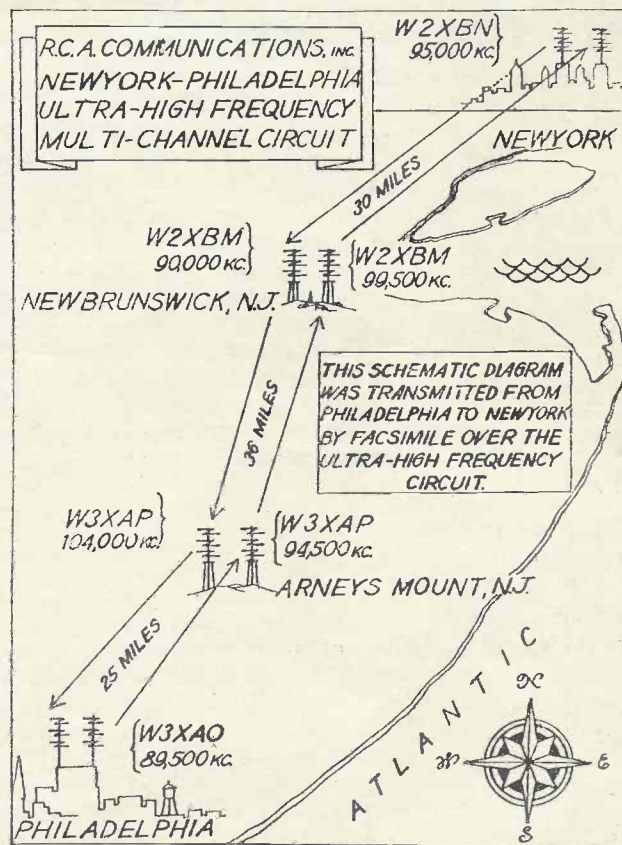 R.C.A. COMMUNICATIONS, INC.
NEWYORK-PHILADELPHIA
ULTRA-HIGH FREQUENCY
MULTI-CHANNEL CIRCUIT
W2XBN
95,000 KC.
NEWYORK
30 MILES
W2XBM
90,000 KC.
W2XBM
99,500 KC.
NEWBRUNSWICK, N.J.
THIS SCHEMATIC DIAGRAM
WAS TRANSMITTED FROM
PHILADELPHIA TO NEWYORK
BY FACSIMILE OVER THE
ULTRA-HIGH FREQUENCY
CIRCUIT.
36 MILES
W3XAP
104,000 KC.
W3XAP
94,500 KC.
ARNEYS MOUNT, N.J.
25 MILES
W3XAO
89,500 KC.
PHILADELPHIA
ATLANTIC
N
W
E
S